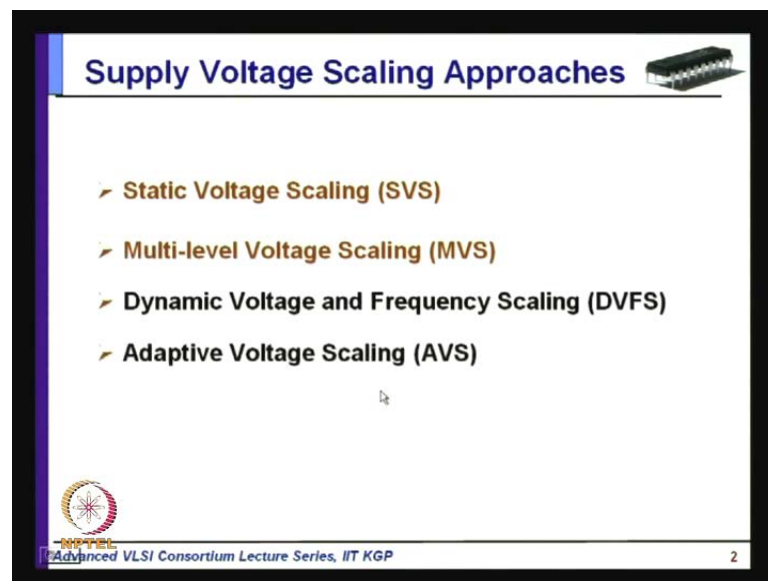 Supply Voltage Scaling Approaches
Static Voltage Scaling (SVS)
Multi-level Voltage Scaling (MVS)
Dynamic Voltage and Frequency Scaling (DVFS)
Adaptive Voltage Scaling (AVS)
NPTEL
Advanced VLSI Consortium Lecture Series, IIT KGP
2